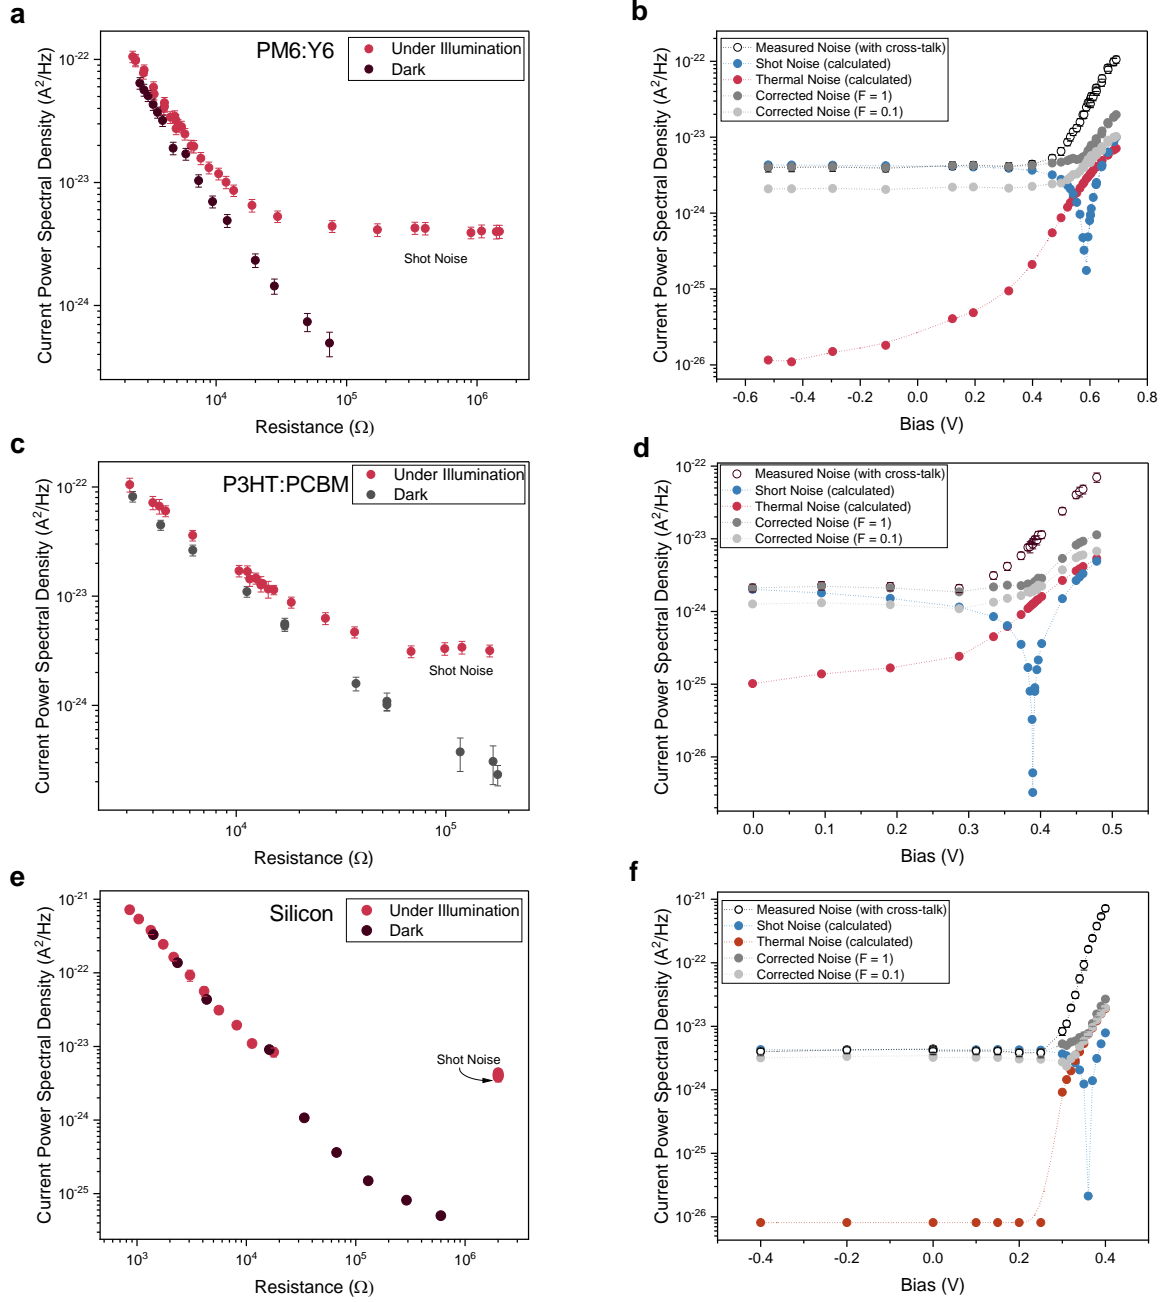 a
PM6:Y6
Under Illumination
Dark
Shot Noise
10^-22
10^-23
10^-24
10^4
10^5
10^6
Current Power Spectral Density (A^2/Hz)
Resistance (Ω)
b
Measured Noise (with cross-talk)
Shot Noise (calculated)
Thermal Noise (calculated)
Corrected Noise (F = 1)
Corrected Noise (F = 0.1)
10^-22
10^-23
10^-24
10^-25
10^-26
-0.6 -0.4 -0.2 0.0 0.2 0.4 0.6 0.8
Current Power Spectral Density (A^2/Hz)
Bias (V)
c
P3HT:PCBM
Under Illumination
Dark
Shot Noise
10^-22
10^-23
10^-24
10^4
10^5
Current Power Spectral Density (A^2/Hz)
Resistance (Ω)
d
Measured Noise (with cross-talk)
Short Noise (calculated)
Thermal Noise (calculated)
Corrected Noise (F = 1)
Corrected Noise (F = 0.1)
10^-22
10^-23
10^-24
10^-25
10^-26
0.0 0.1 0.2 0.3 0.4 0.5
Current Power Spectral Density (A^2/Hz)
Bias (V)
e
Silicon
Under Illumination
Dark
Shot Noise
10^-21
10^-22
10^-23
10^-24
10^-25
10^3
10^4
10^5
10^6
Current Power Spectral Density (A^2/Hz)
Resistance (Ω)
f
Measured Noise (with cross-talk)
Shot Noise (calculated)
Thermal Noise (calculated)
Corrected Noise (F = 1)
Corrected Noise (F = 0.1)
10^-21
10^-22
10^-23
10^-24
10^-25
10^-26
-0.4 -0.2 0.0 0.2 0.4
Current Power Spectral Density (A^2/Hz)
Bias (V)